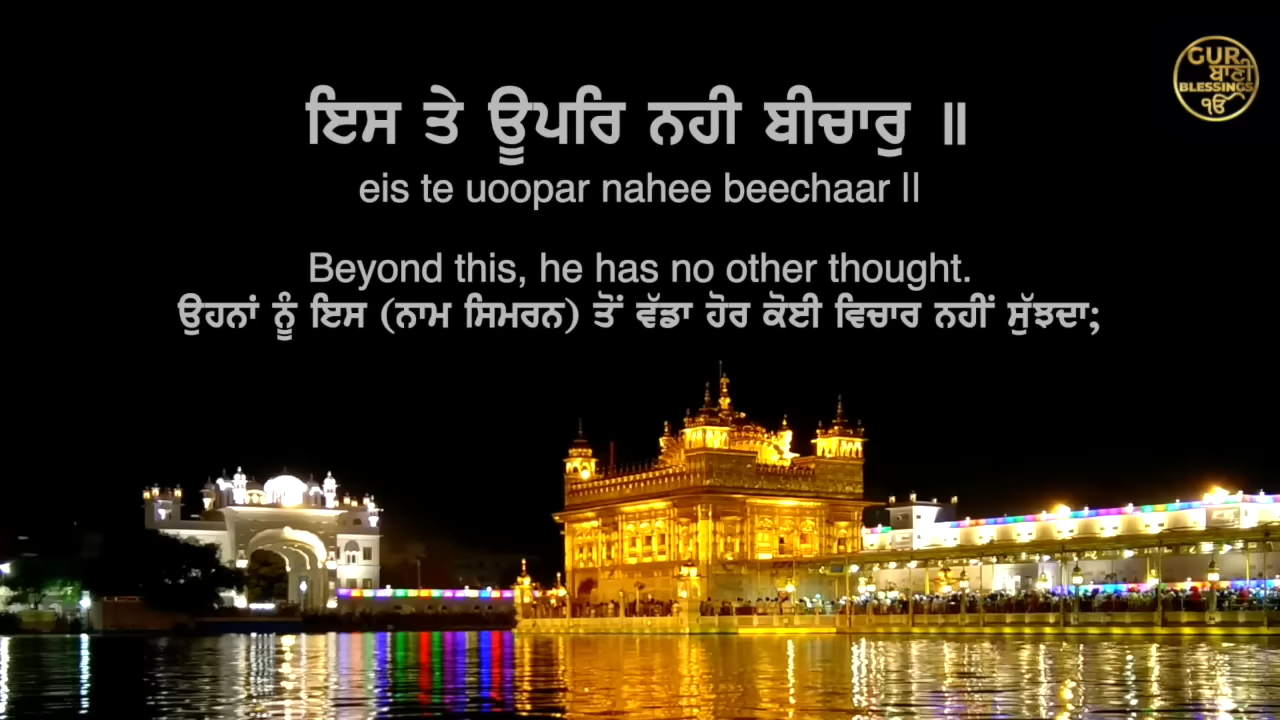 GUR
ਬਾਣੀ
BLESSINGS
ੴ
ਇਸ ਤੇ ਊਪਰਿ ਨਹੀ ਬੀਚਾਰੁ ॥
eis te uoopar nahee beechaar ||
Beyond this, he has no other thought.
ਉਹਨਾਂ ਨੂੰ ਇਸ (ਨਾਮ ਸਿਮਰਨ) ਤੋਂ ਵੱਡਾ ਹੋਰ ਕੋਈ ਵਿਚਾਰ ਨਹੀਂ ਸੁੱਝਦਾ;